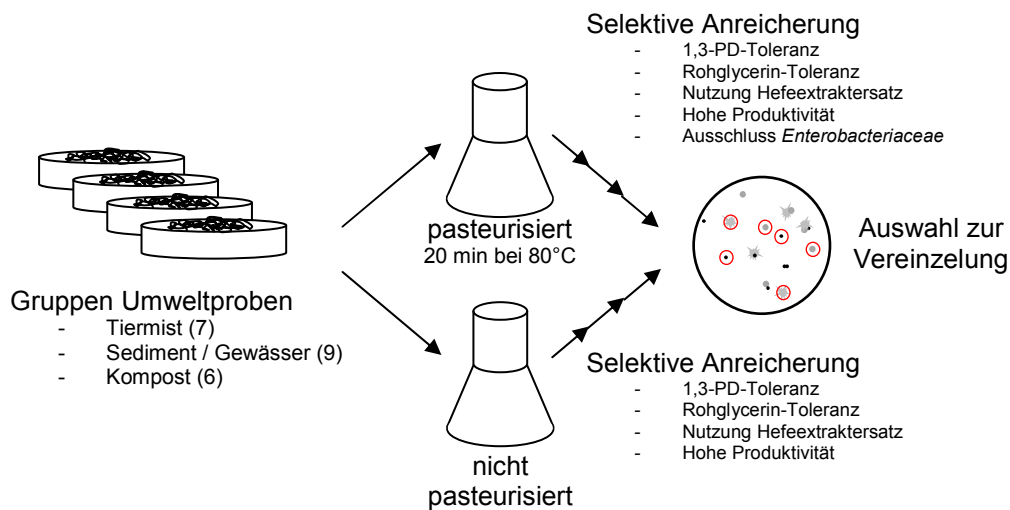 Gruppen Umweltproben
- Tiermist (7)
- Sediment / Gewässer (9)
- Kompost (6)
pasteurisiert
20 min bei 80°C
nicht
pasteurisiert
Selektive Anreicherung
- 1,3-PD-Toleranz
- Rohglycerin-Toleranz
- Nutzung Hefeextraktersatz
- Hohe Produktivität
- Ausschluss Enterobacteriaceae
Auswahl zur
Vereinzelung
Selektive Anreicherung
- 1,3-PD-Toleranz
- Rohglycerin-Toleranz
- Nutzung Hefeextraktersatz
- Hohe Produktivität